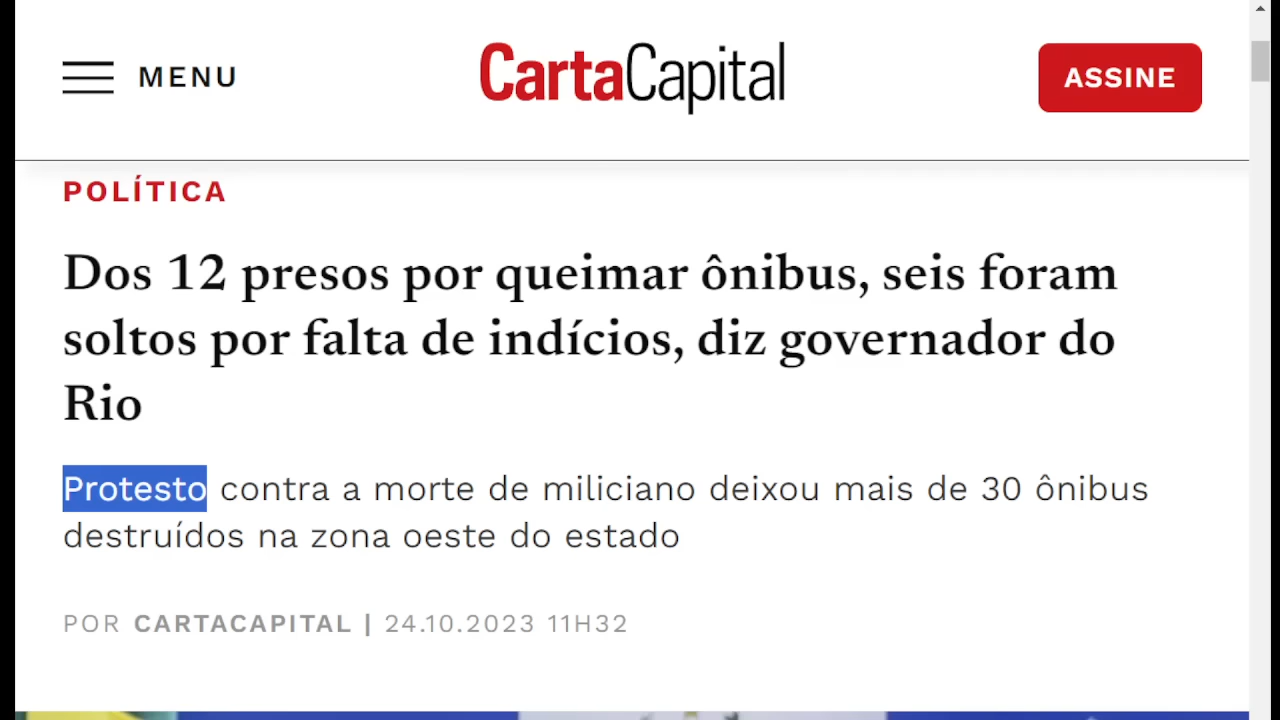 MENU
CartaCapital
ASSINE
POLÍTICA
Dos 12 presos por queimar ônibus, seis foram
soltos por falta de indícios, diz governador do
Rio
Protesto contra a morte de miliciano deixou mais de 30 ônibus
destruídos na zona oeste do estado
POR CARTACAPITAL | 24.10.2023 11H32